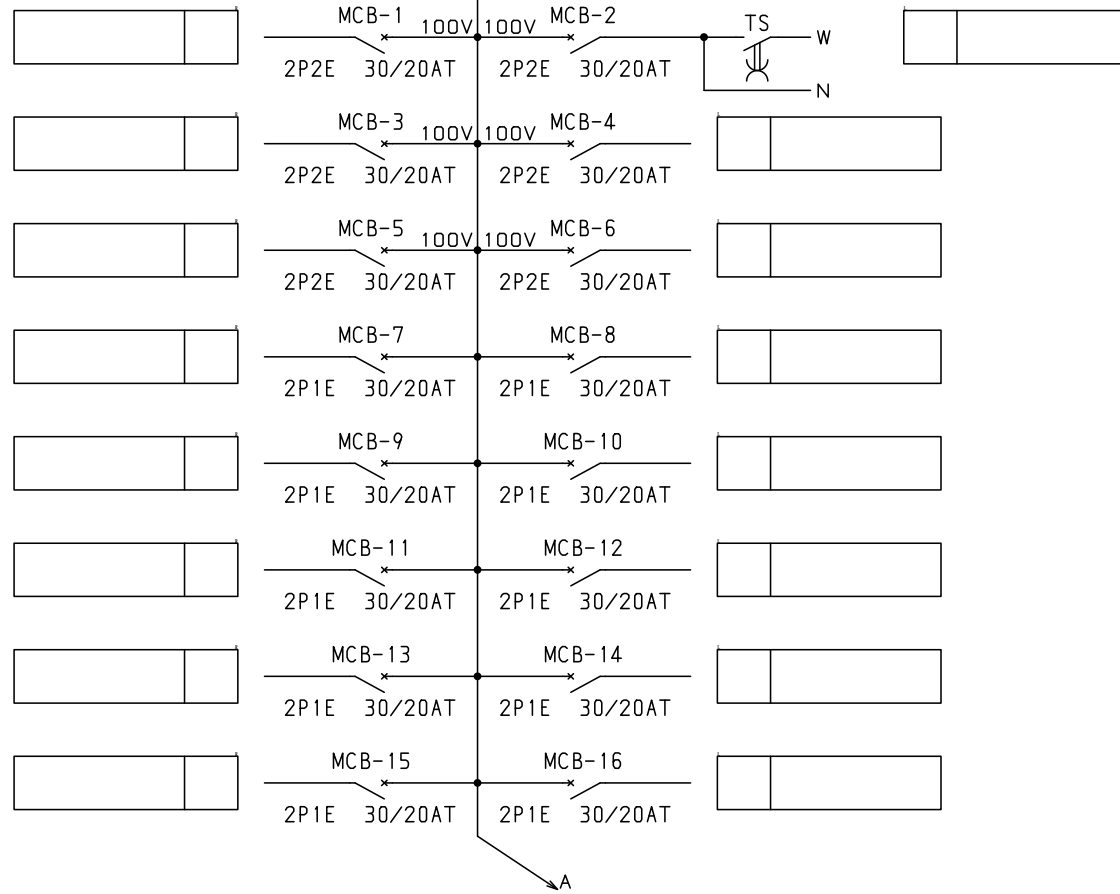 MCB-1 100V 100V MCB-2 TS W
2P2E 30/20AT 2P2E 30/20AT
N
MCB-3 100V 100V MCB-4
2P2E 30/20AT 2P2E 30/20AT
MCB-5 100V 100V MCB-6
2P2E 30/20AT 2P2E 30/20AT
MCB-7 MCB-8
2P1E 30/20AT 2P1E 30/20AT
MCB-9 MCB-10
2P1E 30/20AT 2P1E 30/20AT
MCB-11 MCB-12
2P1E 30/20AT 2P1E 30/20AT
MCB-13 MCB-14
2P1E 30/20AT 2P1E 30/20AT
MCB-15 MCB-16
2P1E 30/20AT 2P1E 30/20AT
A